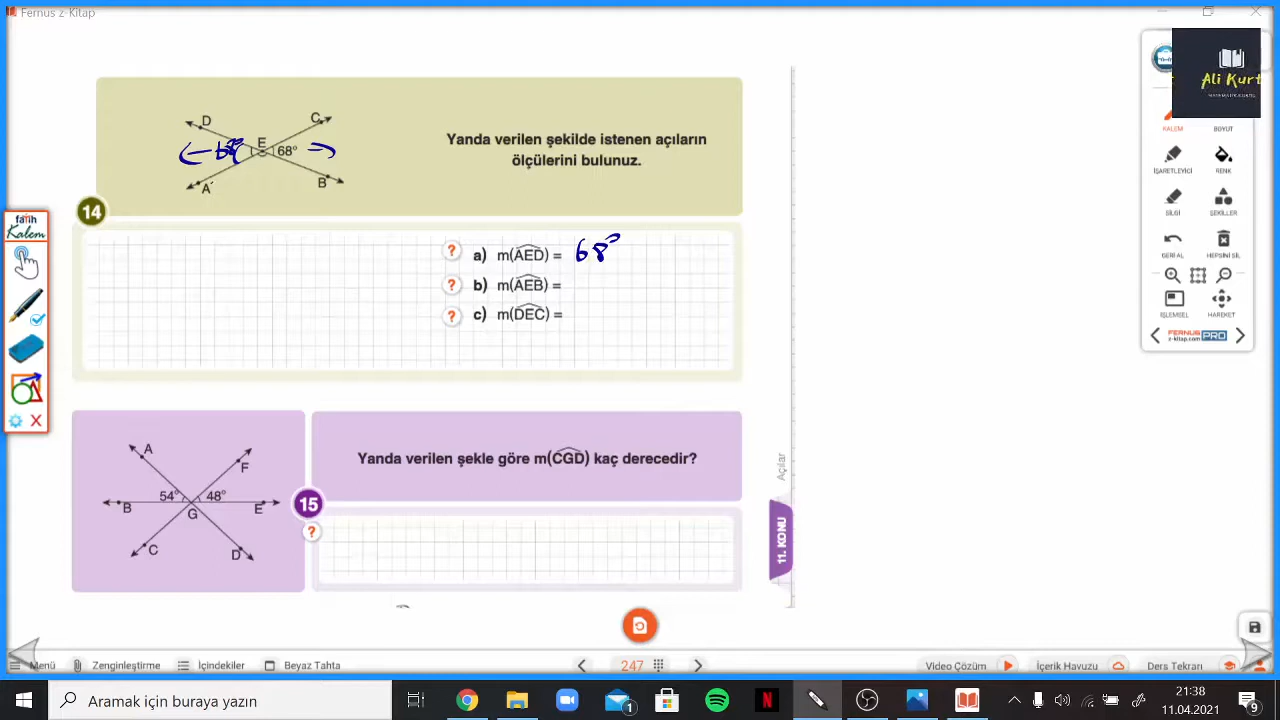 Fernus z-Kitap
Ali Kurt
KALEM
BOYUT
İŞARETLEYİCİ
RENK
SİLGİ
ŞEKİLLER
GERİ AL
HEPSİNİ SİL
İŞLEMSEL
HAREKET
FERNUS PRO
z-kitap.com
fatih
Kalem
D
C
E
68°
68°
A
B
Yanda verilen şekilde istenen açıların
ölçülerini bulunuz.
14
? a) m(AED) = 68°
? b) m(AEB) =
? c) m(DEC) =
A
F
54°
48°
B
G
E
C
D
Yanda verilen şekle göre m(CGD) kaç derecedir?
15
?
Açılar
11. KONU
Menü
Zenginleştirme
İçindekiler
Beyaz Tahta
247
Video Çözüm
İçerik Havuzu
Ders Tekrarı
Aramak için buraya yazın
1
N
21:38
11.04.2021
9